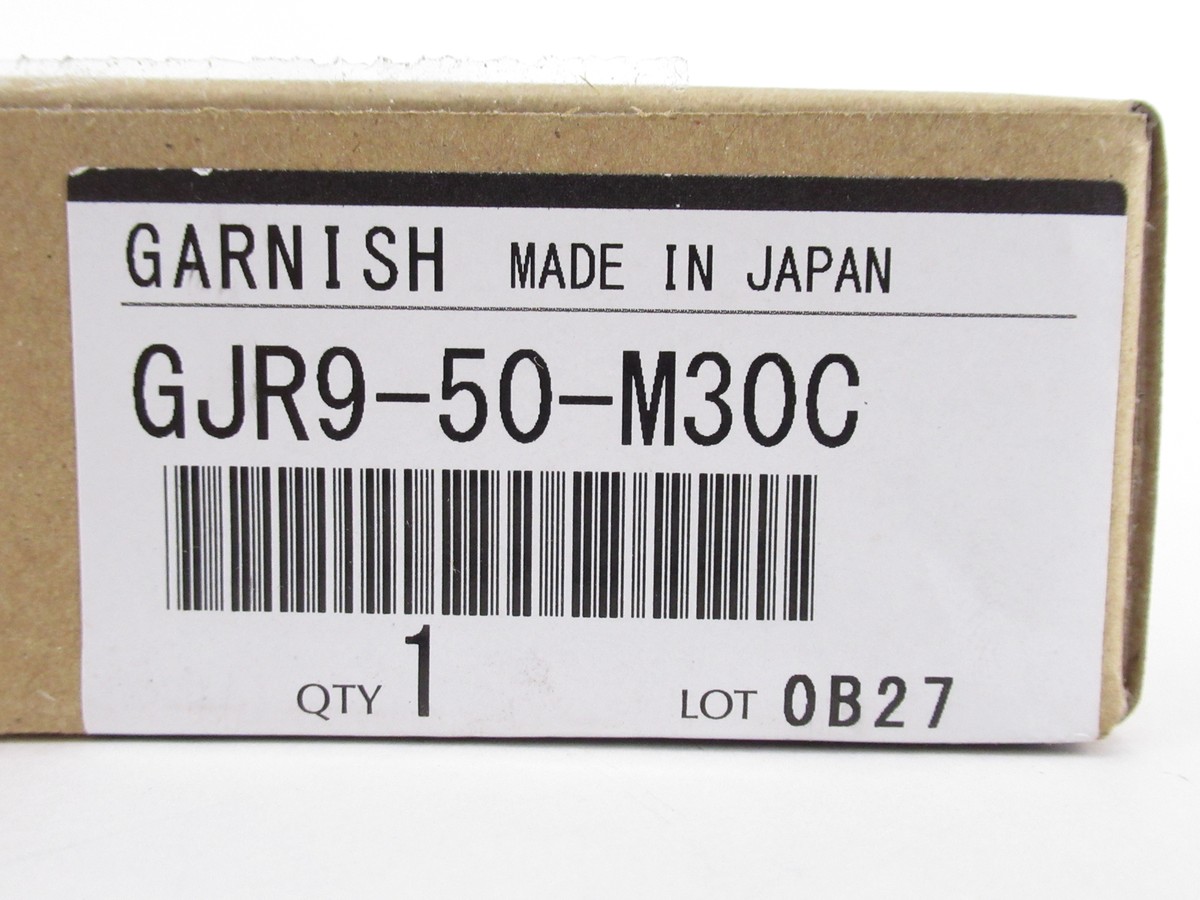 GARNISH MADE IN JAPAN
GJR9-50-M30C
QTY 1 LOT 0B27